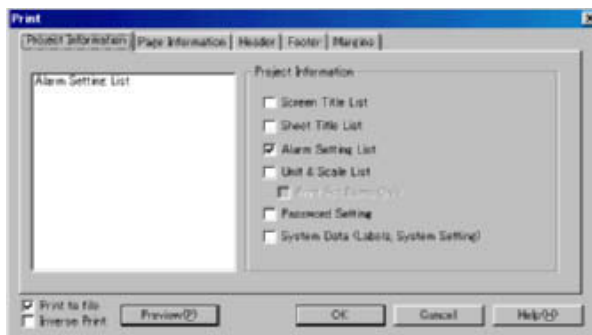 Print
Project Information | Page Information | Header | Footer | Margins
Alarm Setting List
Project Information
Screen Title List
Sheet Title List
Alarm Setting List
Unit & Scale List
Password Setting
System Data (Labels, System Setting)
Print to file
Inverse Print
Preview(P)
OK
Cancel
Help(H)